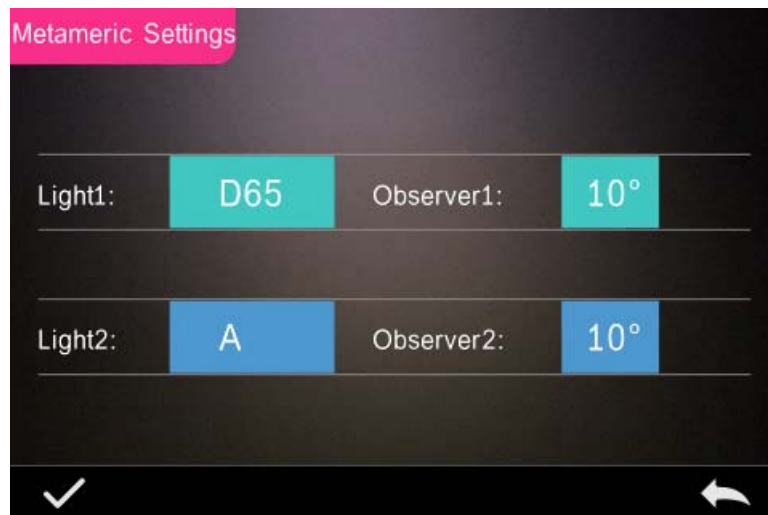 Metameric Settings
Light1: D65 Observer1: 10°
Light2: A Observer2: 10°